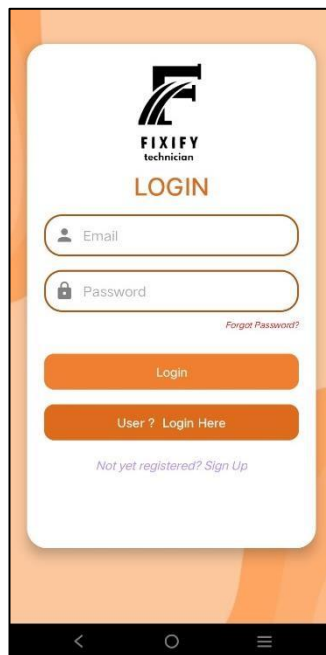 FIXIFY
technician
LOGIN
Email
Password
Forgot Password?
Login
User ? Login Here
Not yet registered? Sign Up